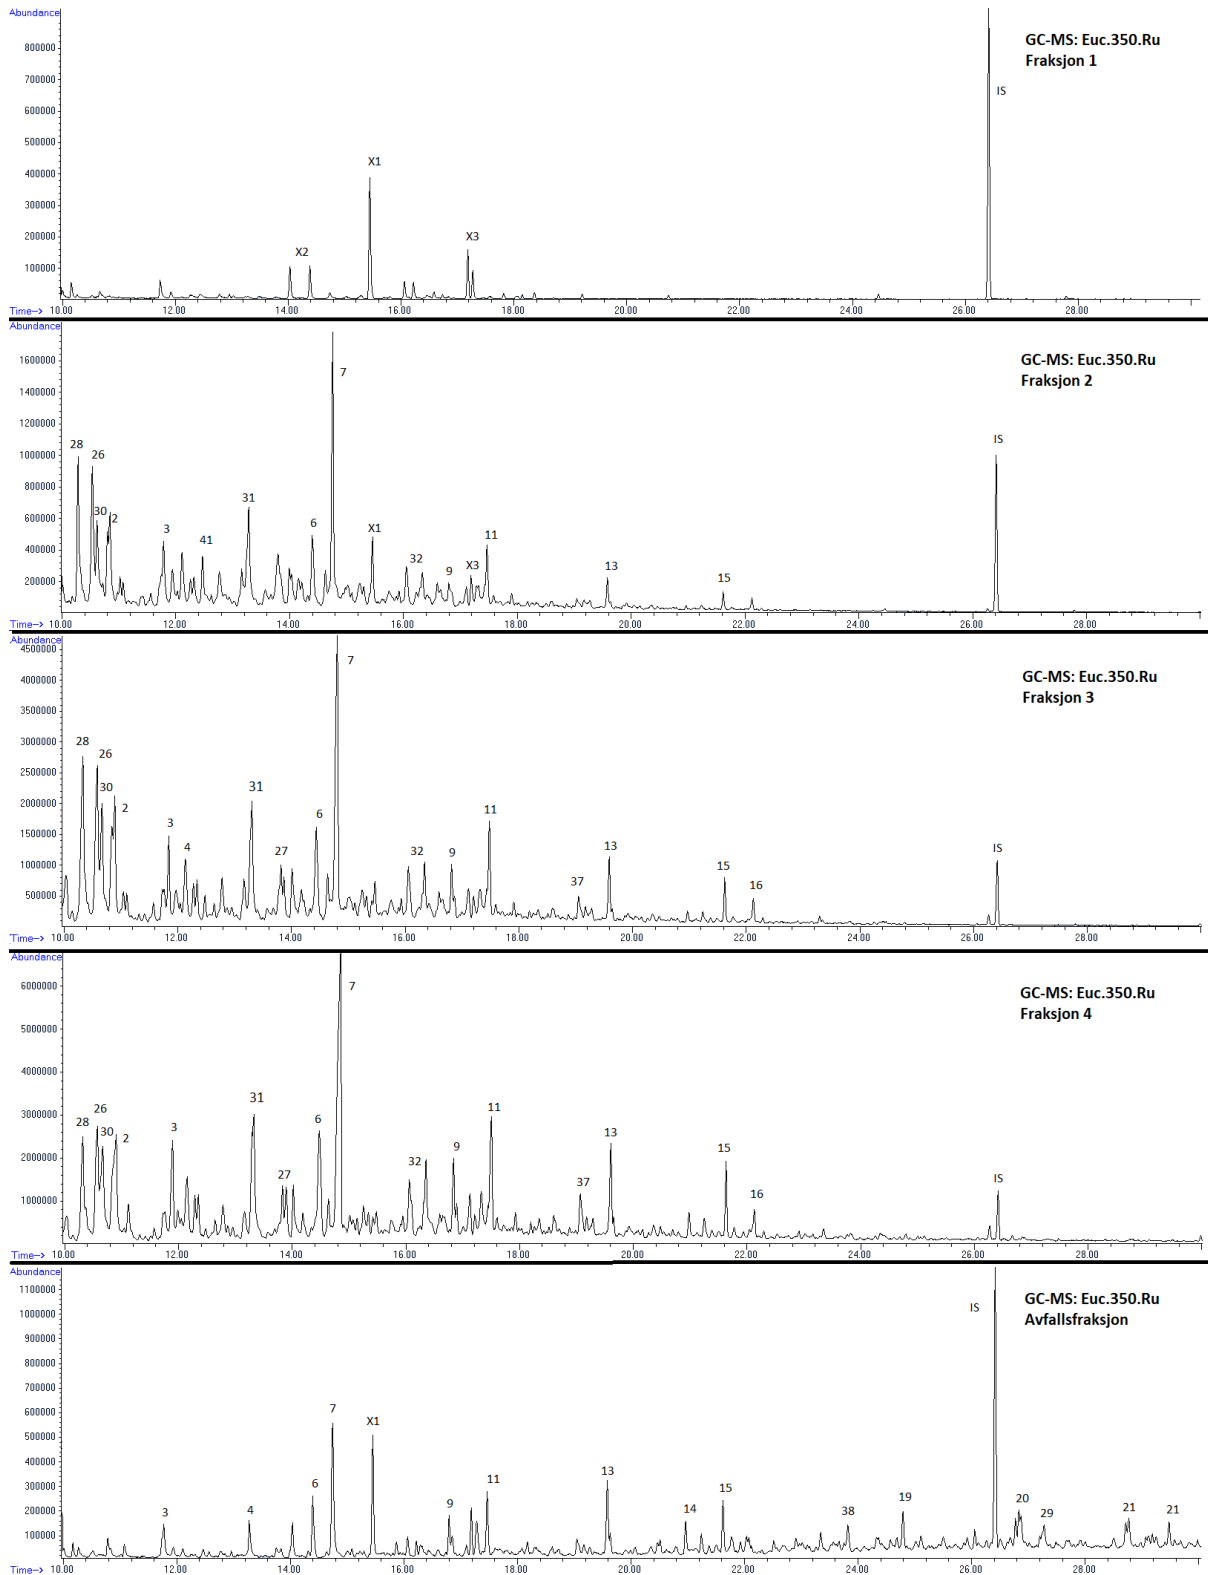 Abundance
GC-MS: Euc.350.Ru
Fraksjon 1
800000
700000
600000
500000
400000
300000
200000
100000
IS
X1
X2
X3
Time-->
10.00 12.00 14.00 16.00 18.00 20.00 22.00 24.00 26.00 28.00
Abundance
GC-MS: Euc.350.Ru
Fraksjon 2
1600000
1400000
1200000
1000000
800000
600000
400000
200000
7
28
26
30
2
3
41
31
6
X1
32
9
X3
11
13
15
IS
Time-->
10.00 12.00 14.00 16.00 18.00 20.00 22.00 24.00 26.00 28.00
Abundance
GC-MS: Euc.350.Ru
Fraksjon 3
4500000
4000000
3500000
3000000
2500000
2000000
1500000
1000000
500000
7
28
26
30
2
3
4
31
27
6
32
9
11
37
13
15
16
IS
Time-->
10.00 12.00 14.00 16.00 18.00 20.00 22.00 24.00 26.00 28.00
Abundance
GC-MS: Euc.350.Ru
Fraksjon 4
6000000
5000000
4000000
3000000
2000000
1000000
7
28
26
30
2
3
31
27
6
32
9
11
37
13
15
16
IS
Time-->
10.00 12.00 14.00 16.00 18.00 20.00 22.00 24.00 26.00 28.00
Abundance
GC-MS: Euc.350.Ru
Avfallsfraksjon
1100000
1000000
900000
800000
700000
600000
500000
400000
300000
200000
100000
IS
3
4
6
7
X1
9
11
13
14
15
38
19
20
29
21
21
Time-->
10.00 12.00 14.00 16.00 18.00 20.00 22.00 24.00 26.00 28.00